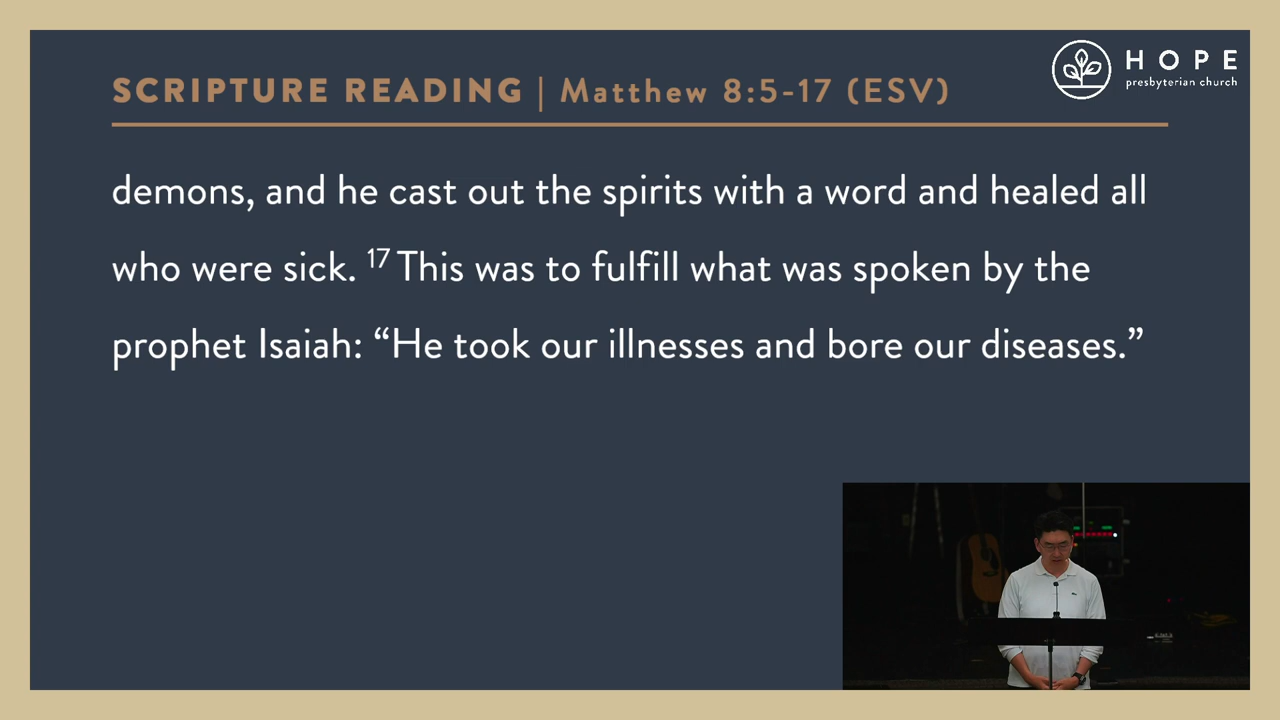 SCRIPTURE READING | Matthew 8:5-17 (ESV)
HOPE
presbyterian church
demons, and he cast out the spirits with a word and healed all
who were sick. 17 This was to fulfill what was spoken by the
prophet Isaiah: “He took our illnesses and bore our diseases.”